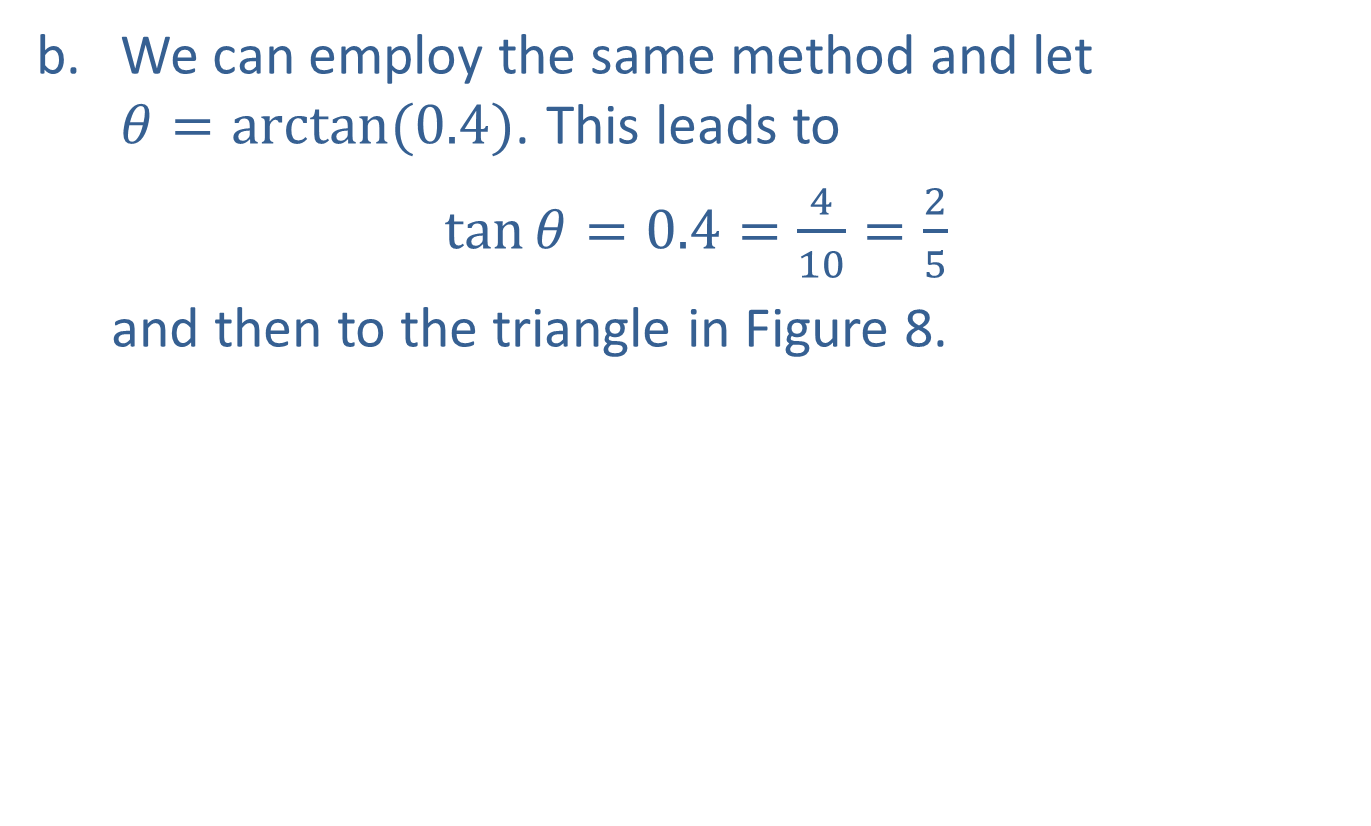 b. We can employ the same method and let
θ = arctan(0.4). This leads to
tan θ = 0.4 = 4/10 = 2/5
and then to the triangle in Figure 8.